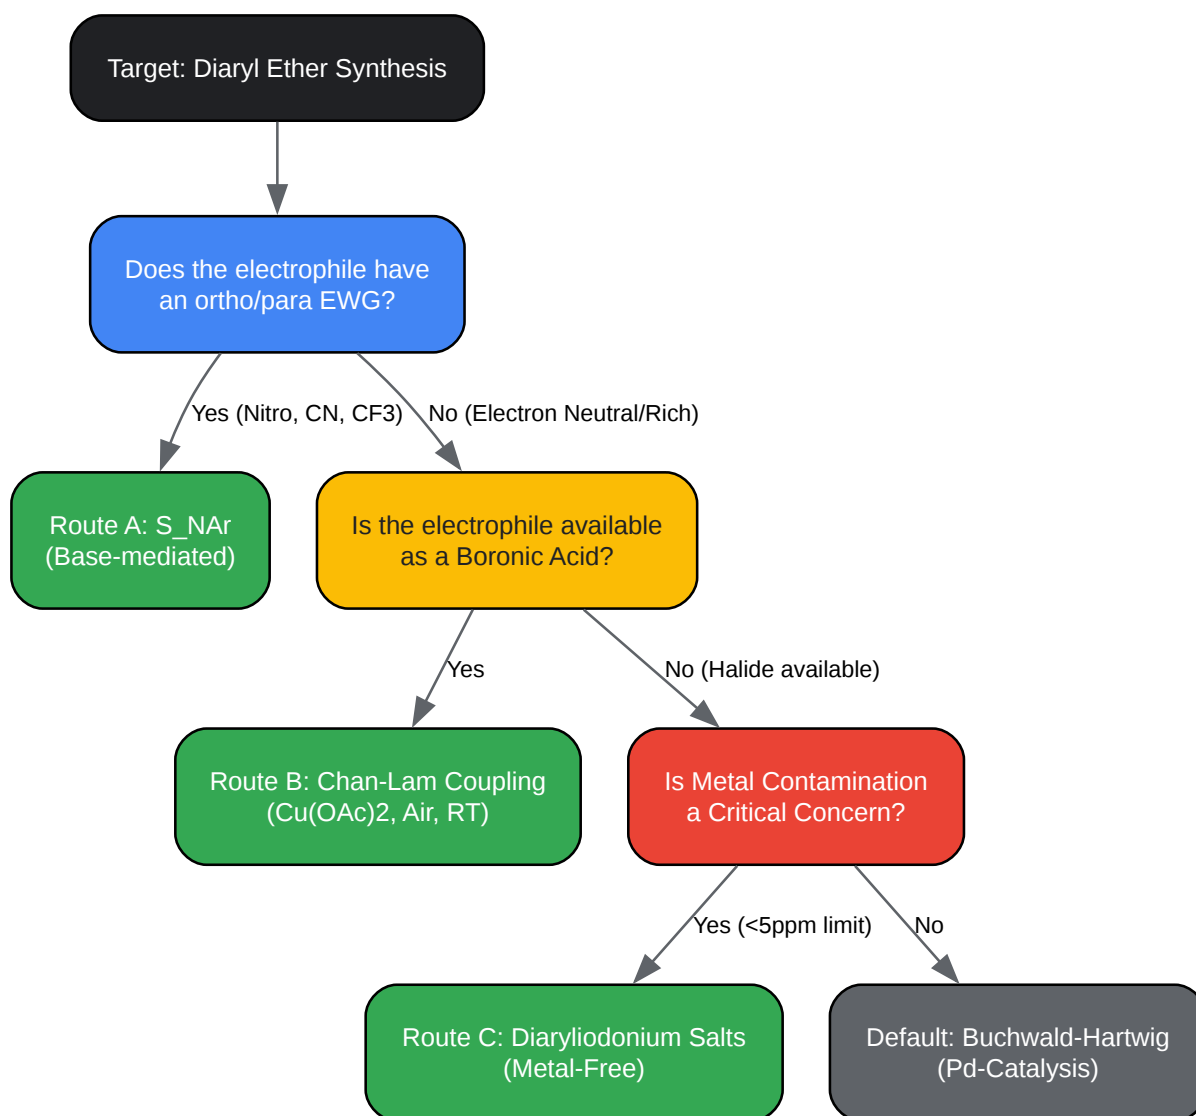 Target: Diaryl Ether Synthesis
Does the electrophile have
an ortho/para EWG?
Yes (Nitro, CN, CF3)
No (Electron Neutral/Rich)
Route A: S_NAr
(Base-mediated)
Is the electrophile available
as a Boronic Acid?
Yes
No (Halide available)
Route B: Chan-Lam Coupling
(Cu(OAc)2, Air, RT)
Is Metal Contamination
a Critical Concern?
Yes (<5ppm limit)
No
Route C: Diaryliodonium Salts
(Metal-Free)
Default: Buchwald-Hartwig
(Pd-Catalysis)